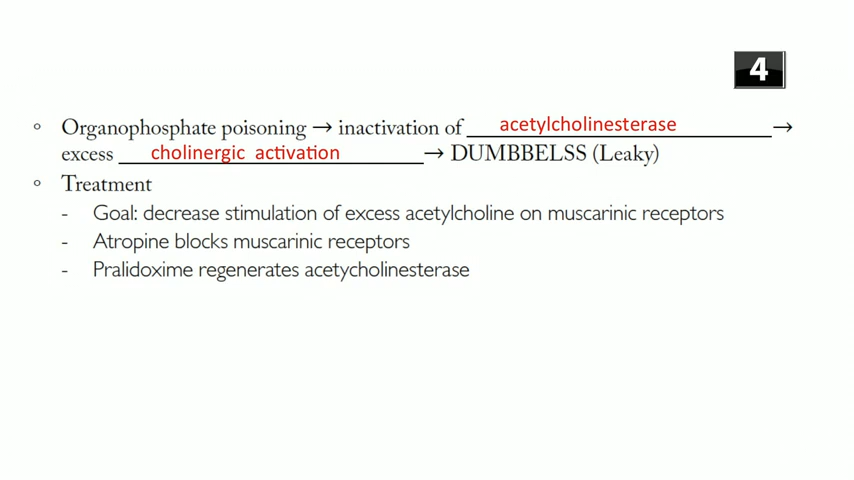 4
◦ Organophosphate poisoning → inactivation of acetylcholinesterase →
excess cholinergic activation → DUMBBELSS (Leaky)
◦ Treatment
- Goal: decrease stimulation of excess acetylcholine on muscarinic receptors
- Atropine blocks muscarinic receptors
- Pralidoxime regenerates acetycholinesterase